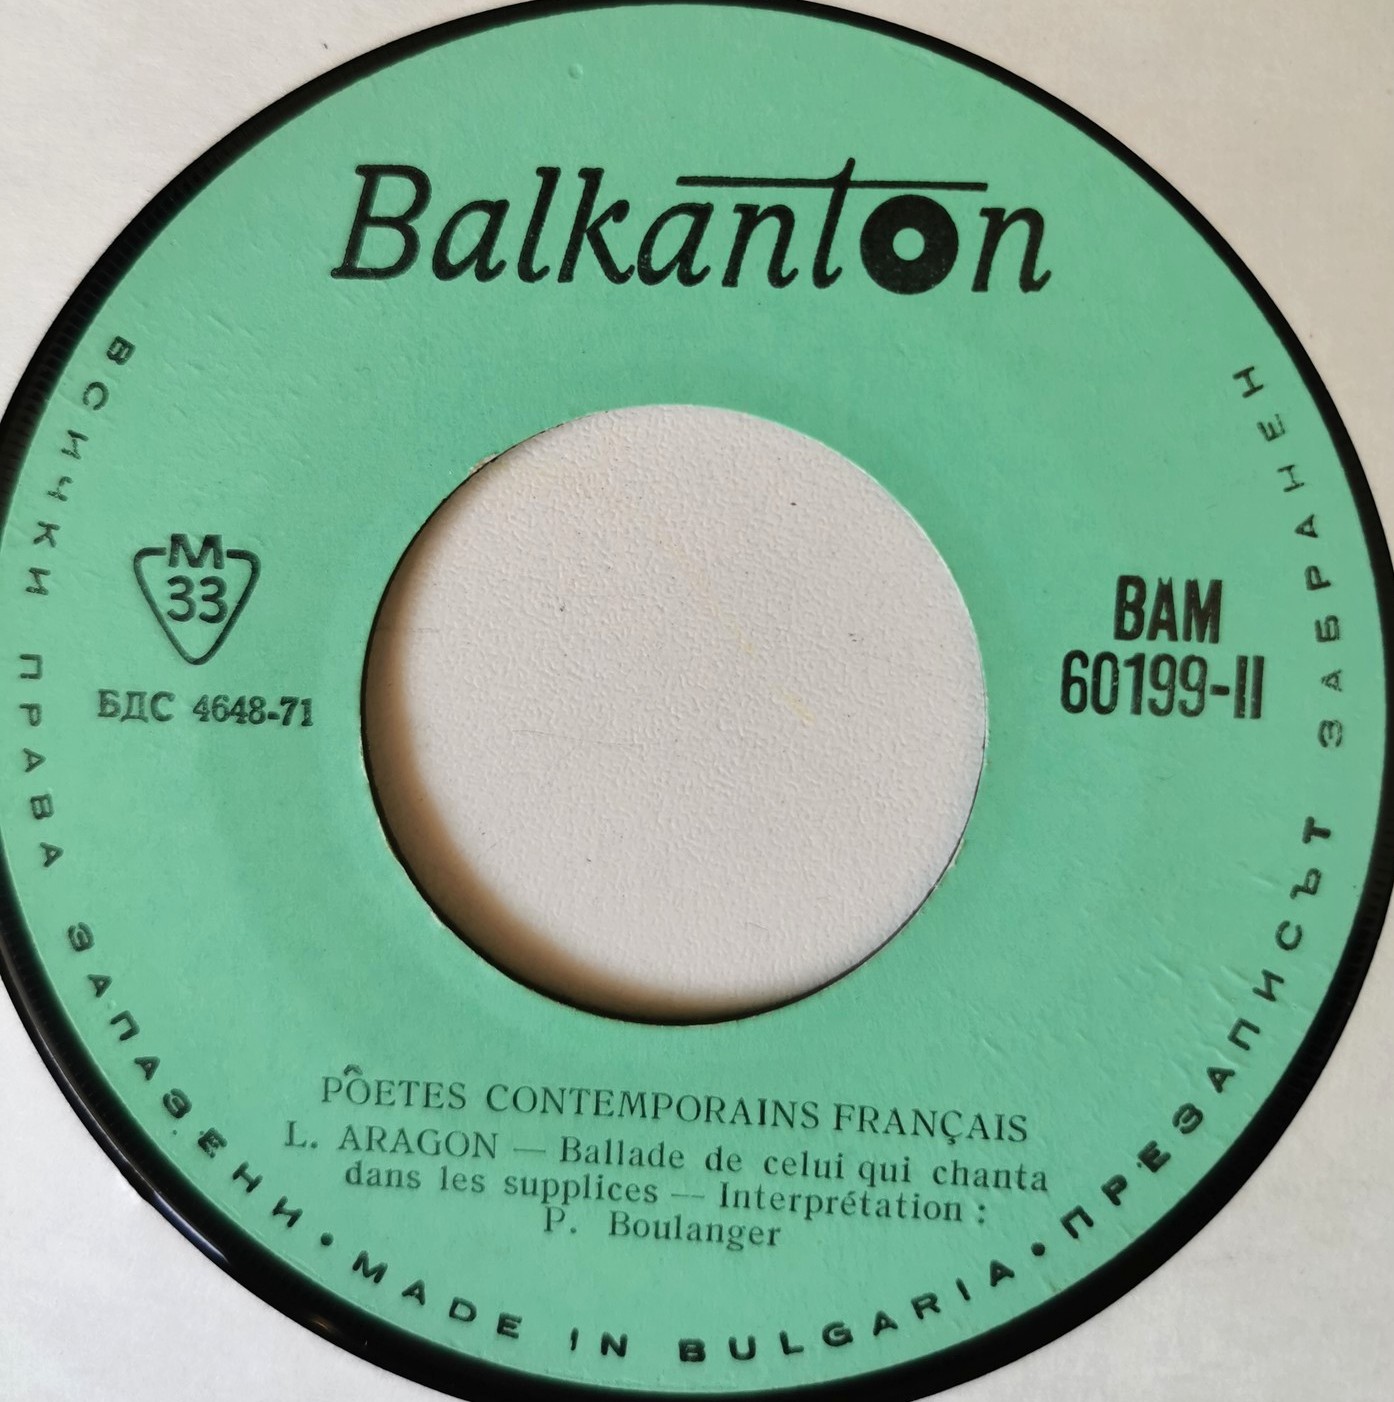 Balkanton
ВСИЧКИ ПРАВА ЗАПАЗЕНИ • MADE IN BULGARIA • ПРЕЗАПИСЪТ ЗАБРАНЕН
М
33
БДС 4648-71
ВАМ
60199-II
PÔETES CONTEMPORAINS FRANÇAIS
L. ARAGON — Ballade de celui qui chanta
dans les supplices — Interprétation :
P. Boulanger